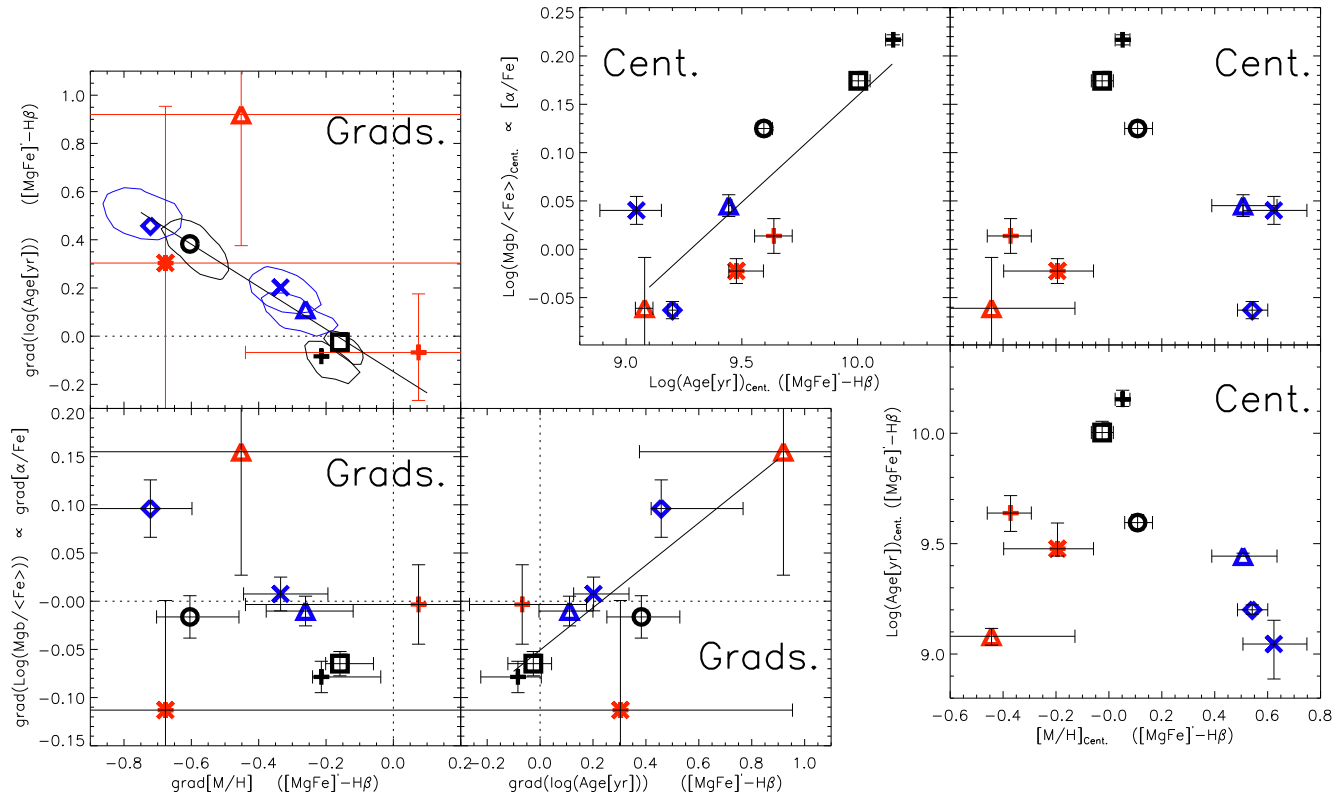 Grads.
grad(log(Age[yr])) ([MgFe]'-Hβ)
1.0
0.8
0.6
0.4
0.2
0.0
-0.2
Cent.
Log(Mgb/<Fe>)Cent. ∝ [α/Fe]
0.25
0.20
0.15
0.10
0.05
0.00
-0.05
9.0 9.5 10.0
Log(Age[yr])Cent. ([MgFe]'-Hβ)
Cent.
Grads.
grad(Log(Mgb/<Fe>)) ∝ grad[α/Fe]
0.20
0.15
0.10
0.05
-0.00
-0.05
-0.10
-0.15
-0.8 -0.6 -0.4 -0.2 0.0 0.2
grad[M/H] ([MgFe]'-Hβ)
Grads.
0.0 0.2 0.4 0.6 0.8 1.0
grad(log(Age[yr])) ([MgFe]'-Hβ)
Cent.
Log(Age[yr])Cent. ([MgFe]'-Hβ)
10.0
9.5
9.0
-0.6 -0.4 -0.2 -0.0 0.2 0.4 0.6 0.8
[M/H]Cent. ([MgFe]'-Hβ)